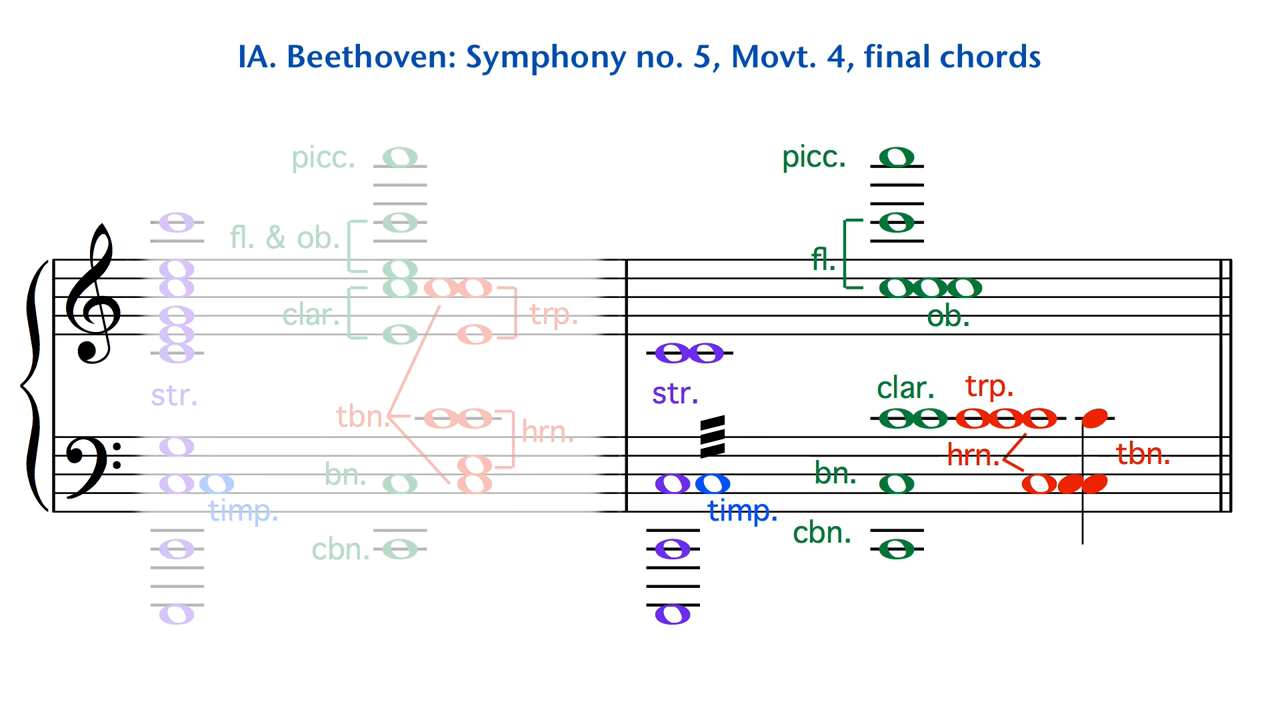 IA. Beethoven: Symphony no. 5, Movt. 4, final chords
picc.
fl. & ob.
clar.
trp.
str.
tbn.
hrn.
bn.
timp.
cbn.
picc.
fl.
ob.
str.
clar.
trp.
hrn.
tbn.
bn.
timp.
cbn.